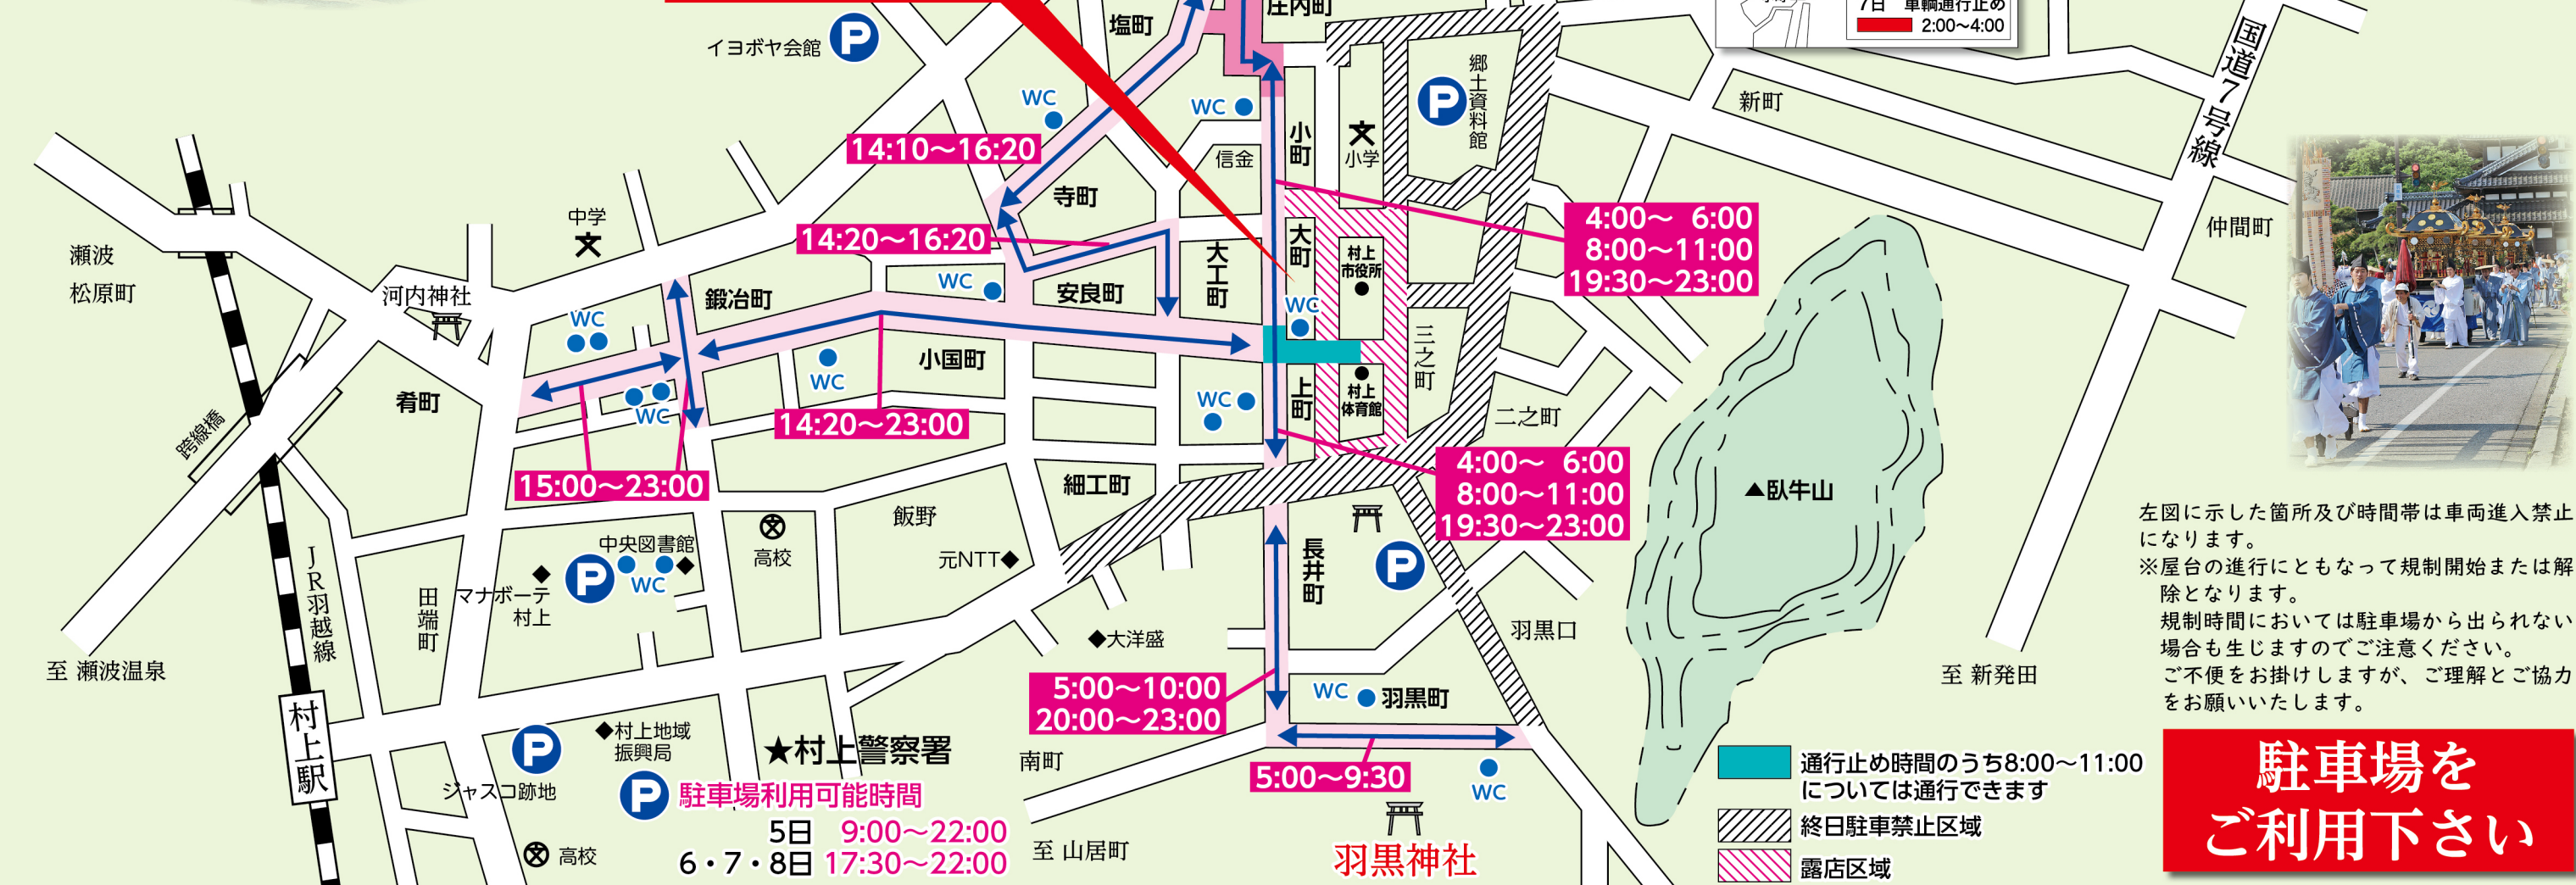 庄内町
7日 車輌通行止め
2:00～4:00
塩町
イヨボヤ会館
P
WC
WC
郷土資料館
P
新町
国道7号線
小町
文
小学
信金
14:10～16:20
寺町
中学
文
14:20～16:20
大工町
大町
村上
市役所
4:00～ 6:00
8:00～11:00
19:30～23:00
仲間町
瀬波
松原町
河内神社
鍛冶町
WC
安良町
WC
WC
小国町
WC
三之町
肴町
WC
14:20～23:00
WC
上町
村上
体育館
二之町
跨線橋
15:00～23:00
細工町
4:00～ 6:00
8:00～11:00
19:30～23:00
▲臥牛山
飯野
高校
元NTT◆
中央図書館
P
WC
マナボーテ
村上
JR羽越線
田端町
長井町
P
羽黒口
◆大洋盛
至 瀬波温泉
5:00～10:00
20:00～23:00
WC
羽黒町
至 新発田
村上駅
P
ジャスコ跡地
◆村上地域
振興局
★村上警察署
南町
5:00～9:30
WC
P 駐車場利用可能時間
5日 9:00～22:00
6・7・8日 17:30～22:00
高校
至 山居町
羽黒神社
通行止め時間のうち8:00～11:00
については通行できます
終日駐車禁止区域
露店区域
左図に示した箇所及び時間帯は車両進入禁止
になります。
※屋台の進行にともなって規制開始または解
除となります。
規制時間においては駐車場から出られない
場合も生じますのでご注意ください。
ご不便をお掛けしますが、ご理解とご協力
をお願いいたします。
駐車場を
ご利用下さい